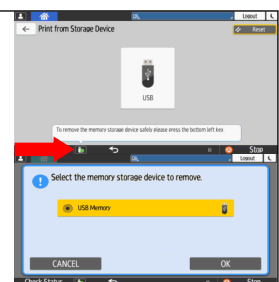 Logout
Print from Storage Device
Reset
USB
To remove the memory storage device safely please press the bottom left key
Stop
Logout
Select the memory storage device to remove.
USB Memory
CANCEL
OK
Check Status
Stop